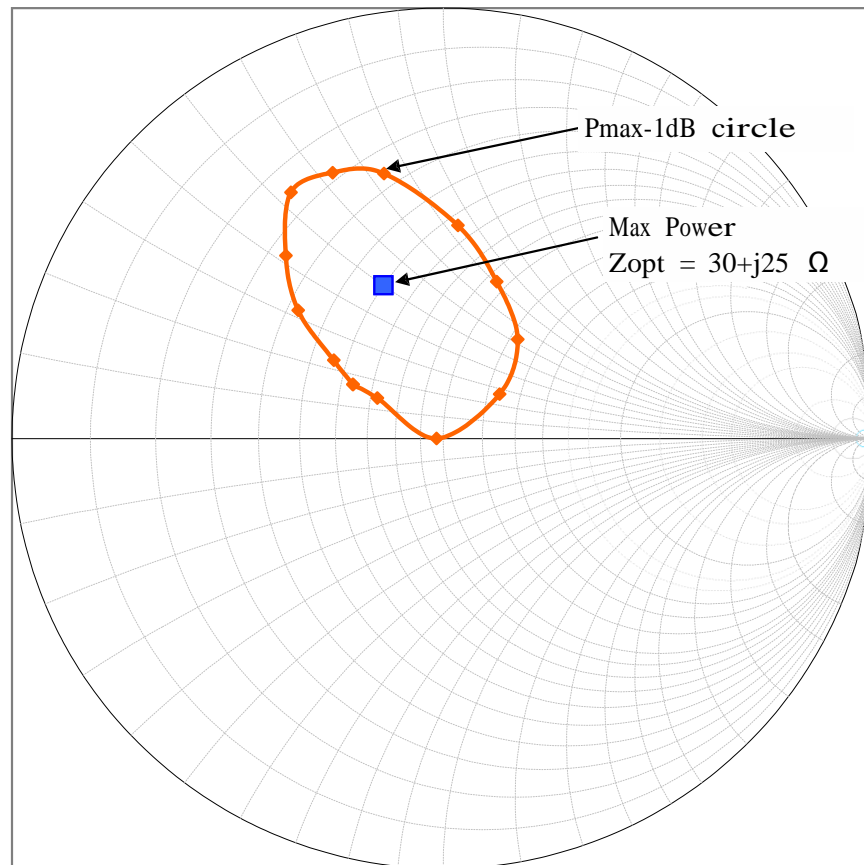 Pmax-1dB circle
Max Power
Zopt = 30+j25 Ω